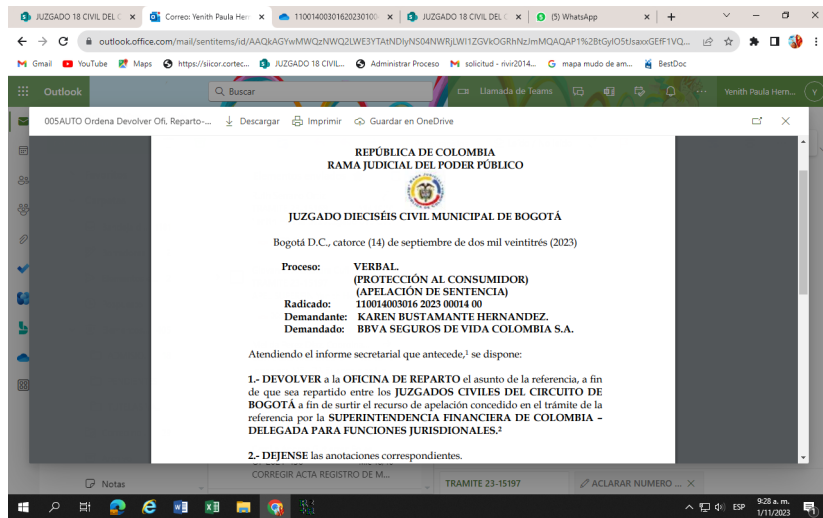 JUZGADO 18 CIVIL DEL C
Correo: Yenith Paula Her
11001400301620230100
JUZGADO 18 CIVIL DEL C
(5) WhatsApp
outlook.office.com/mail/sentitems/id/
Gmail YouTube Maps https://siicor.cortec... JUZGADO 18 CIVIL... Administrar Proceso solicitud - rivir2014... mapa mudo de am... BestDoc
Outlook Buscar Llamada de Teams Yenith Paula Hern... Y
005AUTO Ordena Devolver Ofi. Reparto-... Descargar Imprimir Guardar en OneDrive
REPÚBLICA DE COLOMBIA
RAMA JUDICIAL DEL PODER PÚBLICO
JUZGADO DIECISÉIS CIVIL MUNICIPAL DE BOGOTÁ
Bogotá D.C., catorce (14) de septiembre de dos mil veintitrés (2023)
Proceso: VERBAL.
(PROTECCIÓN AL CONSUMIDOR)
(APELACIÓN DE SENTENCIA)
Radicado: 110014003016 2023 00014 00
Demandante: KAREN BUSTAMANTE HERNANDEZ.
Demandado: BBVA SEGUROS DE VIDA COLOMBIA S.A.
Atendiendo el informe secretarial que antecede,¹ se dispone:
1.- DEVOLVER a la OFICINA DE REPARTO el asunto de la referencia, a fin
de que sea repartido entre los JUZGADOS CIVILES DEL CIRCUITO DE
BOGOTÁ a fin de surtir el recurso de apelación concedido en el trámite de la
referencia por la SUPERINTENDENCIA FINANCIERA DE COLOMBIA –
DELEGADA PARA FUNCIONES JURISDIONALES.²
2.- DEJENSE las anotaciones correspondientes.
Notas
CORREGIR ACTA REGISTRO DE M...
TRAMITE 23-15197
ACLARAR NUMERO ...
ESP
9:28 a. m.
1/11/2023